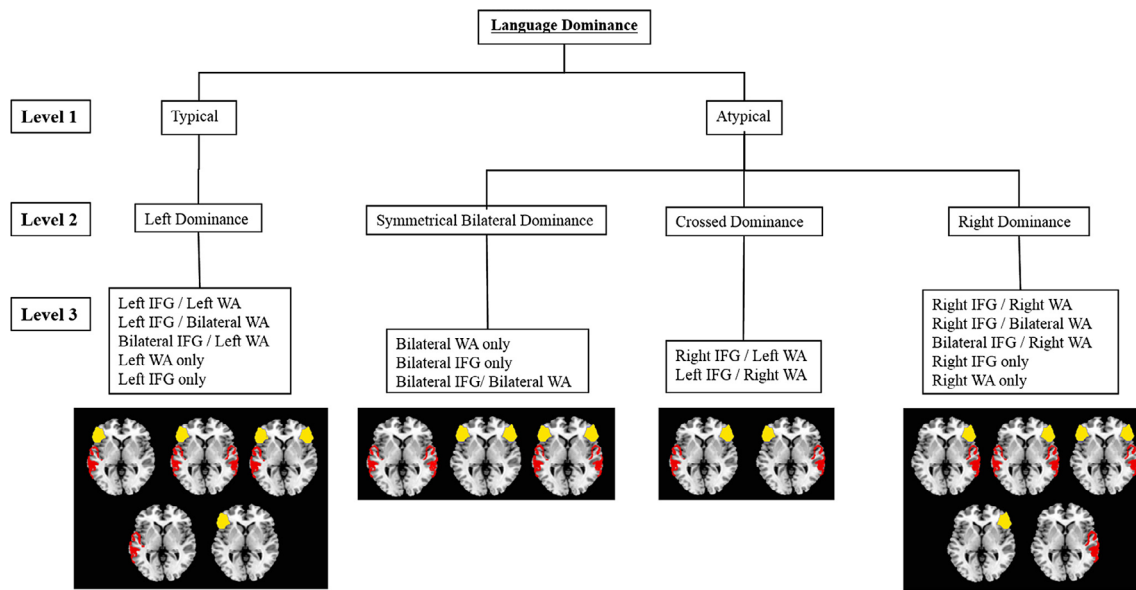 Language Dominance
Level 1
Typical
Atypical
Level 2
Left Dominance
Symmetrical Bilateral Dominance
Crossed Dominance
Right Dominance
Level 3
Left IFG / Left WA
Left IFG / Bilateral WA
Bilateral IFG / Left WA
Left WA only
Left IFG only
Bilateral WA only
Bilateral IFG only
Bilateral IFG/ Bilateral WA
Right IFG / Left WA
Left IFG / Right WA
Right IFG / Right WA
Right IFG / Bilateral WA
Bilateral IFG / Right WA
Right IFG only
Right WA only